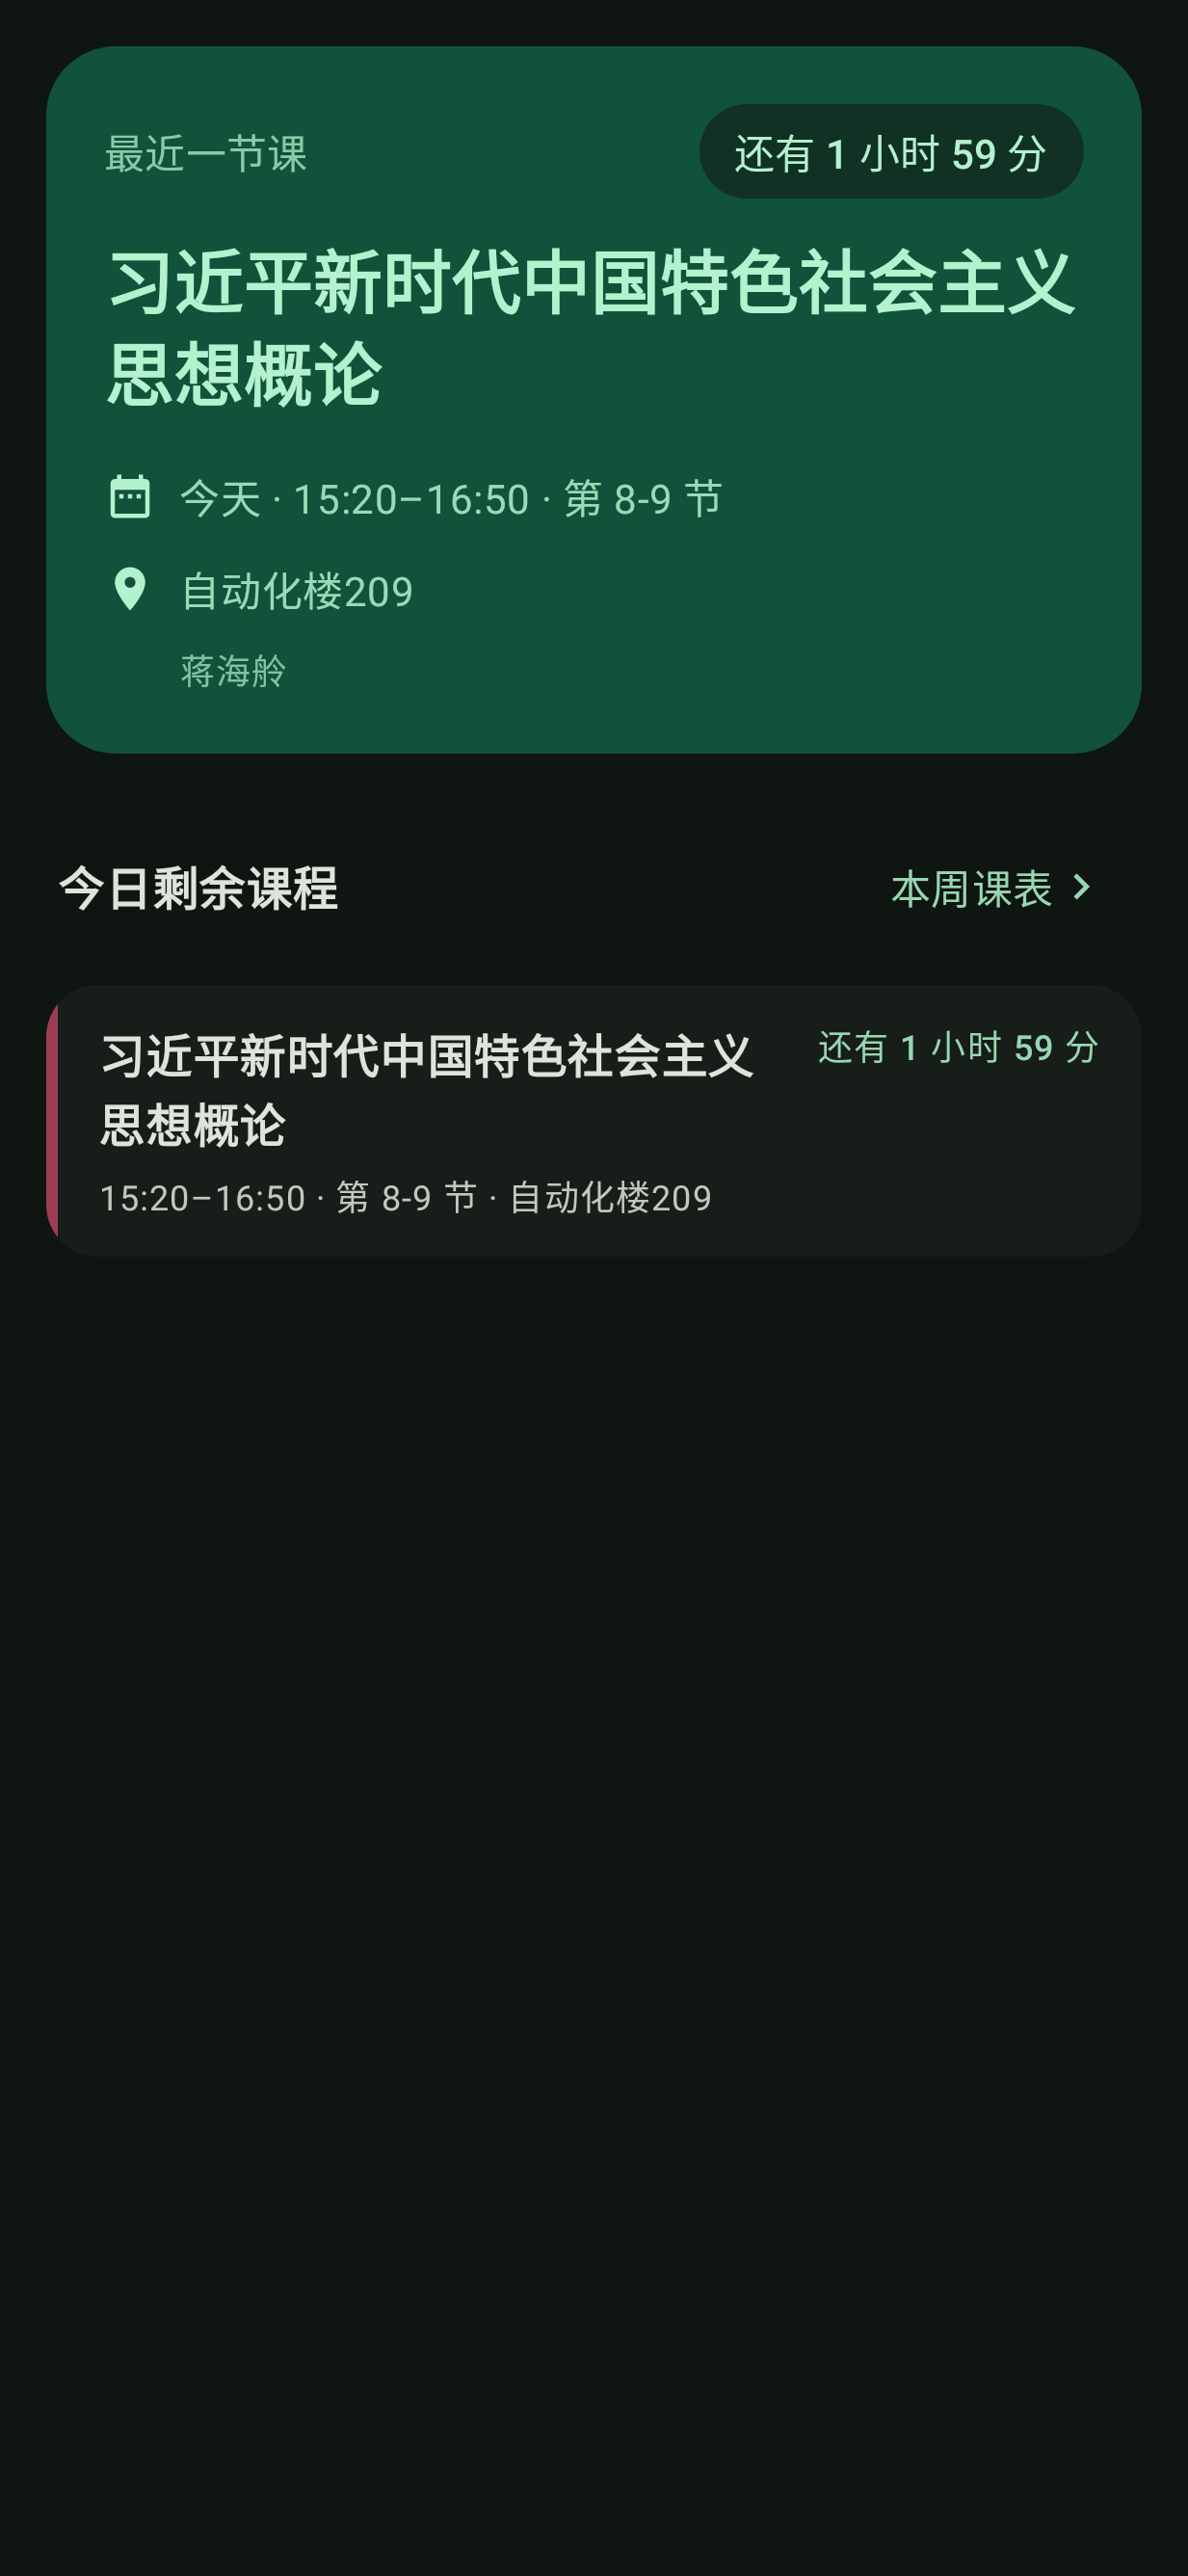 最近一节课
还有 1 小时 59 分
习近平新时代中国特色社会主义
思想概论
今天 · 15:20–16:50 · 第 8-9 节
自动化楼209
蒋海舲
今日剩余课程
本周课表
习近平新时代中国特色社会主义
思想概论
还有 1 小时 59 分
15:20–16:50 · 第 8-9 节 · 自动化楼209